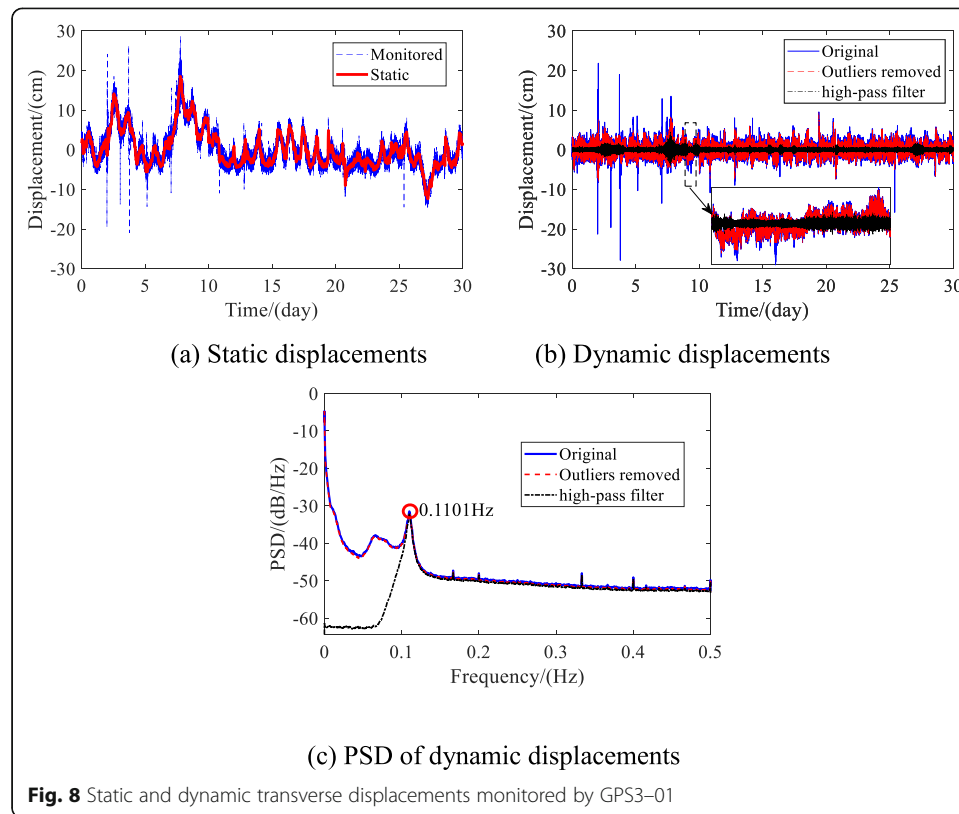 30
20
10
0
-10
-20
-30
Displacement/(cm)
Monitored
Static
0 5 10 15 20 25 30
Time/(day)
(a) Static displacements
30
20
10
0
-10
-20
-30
Displacement/(cm)
Original
Outliers removed
high-pass filter
0 5 10 15 20 25 30
Time/(day)
(b) Dynamic displacements
0
-10
-20
-30
-40
-50
-60
PSD/(dB/Hz)
Original
Outliers removed
high-pass filter
0.1101Hz
0 0.1 0.2 0.3 0.4 0.5
Frequency/(Hz)
(c) PSD of dynamic displacements
Fig. 8 Static and dynamic transverse displacements monitored by GPS3–01